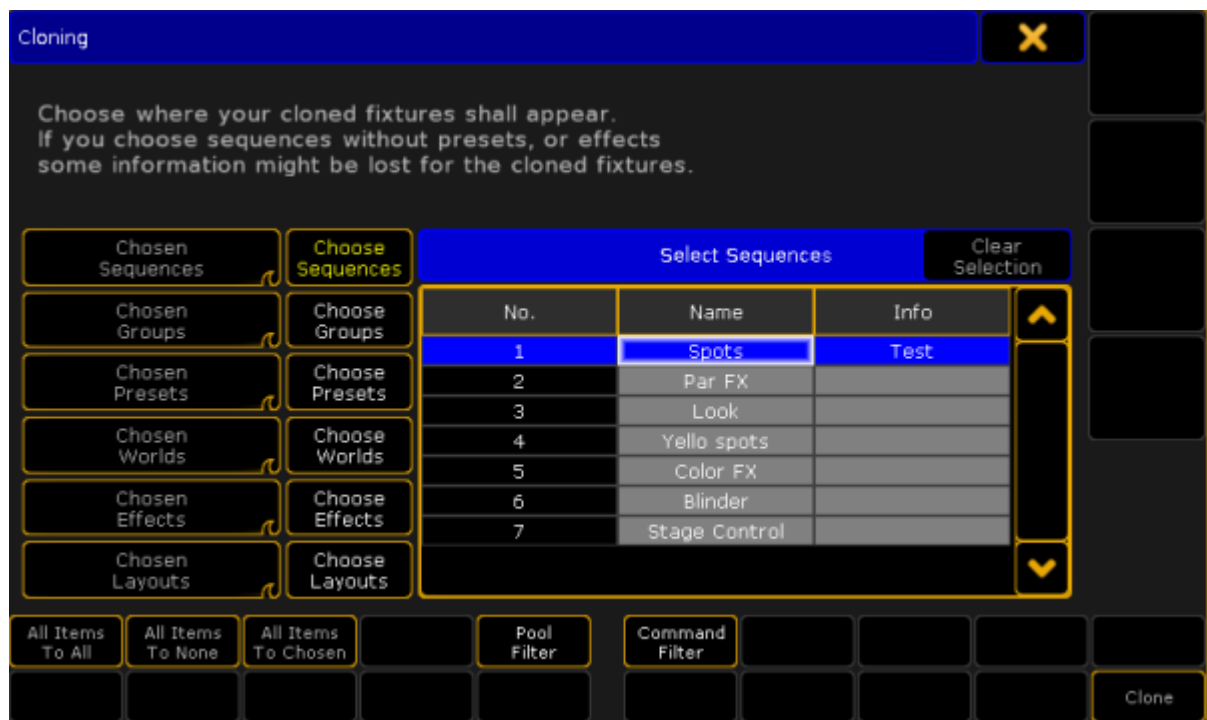 Cloning
Choose where your cloned fixtures shall appear.
If you choose sequences without presets, or effects
some information might be lost for the cloned fixtures.
Chosen
Sequences
Choose
Sequences
Select Sequences
Clear
Selection
Chosen
Groups
Choose
Groups
Chosen
Presets
Choose
Presets
Chosen
Worlds
Choose
Worlds
Chosen
Effects
Choose
Effects
Chosen
Layouts
Choose
Layouts
No. Name Info
1 Spots Test
2 Par FX
3 Look
4 Yello spots
5 Color FX
6 Blinder
7 Stage Control
All Items
To All
All Items
To None
All Items
To Chosen
Pool
Filter
Command
Filter
Clone